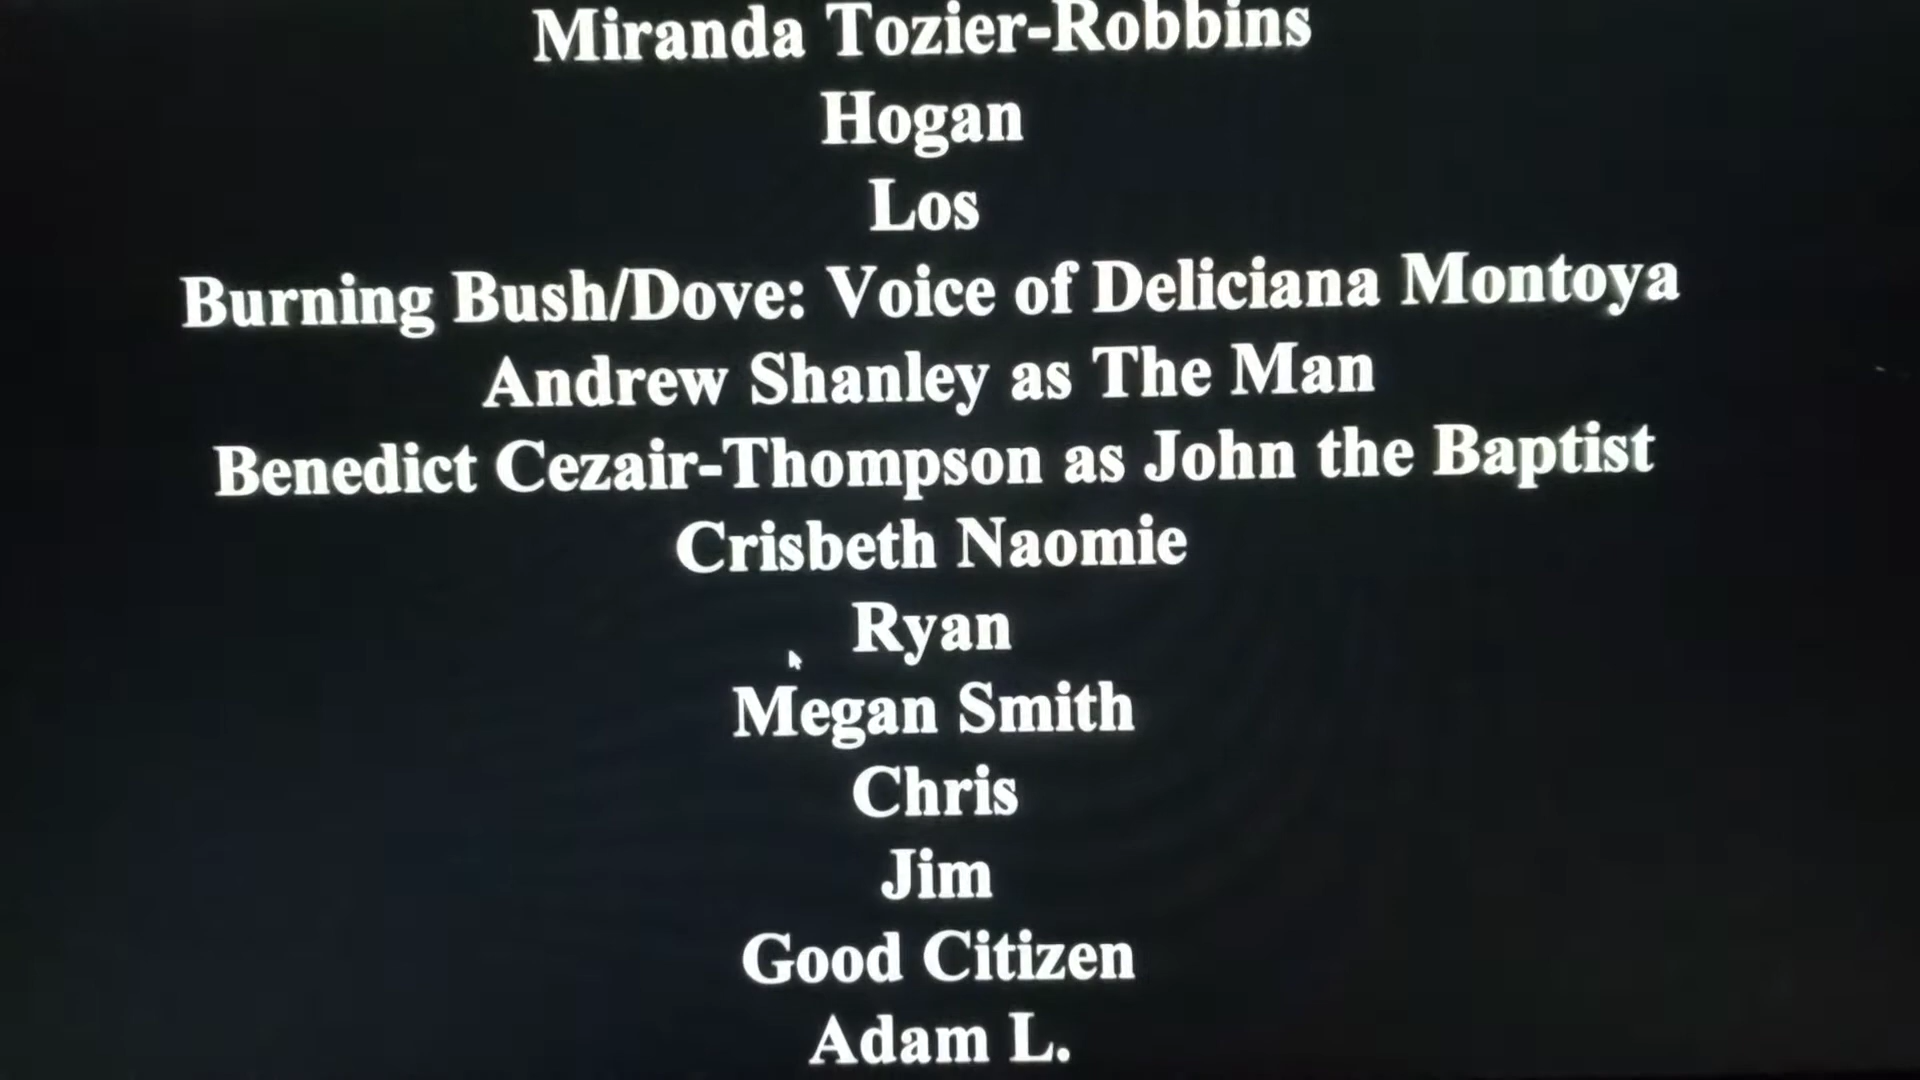 Miranda Tozier-Robbins
Hogan
Los
Burning Bush/Dove: Voice of Deliciana Montoya
Andrew Shanley as The Man
Benedict Cezair-Thompson as John the Baptist
Crisbeth Naomie
Ryan
Megan Smith
Chris
Jim
Good Citizen
Adam L.